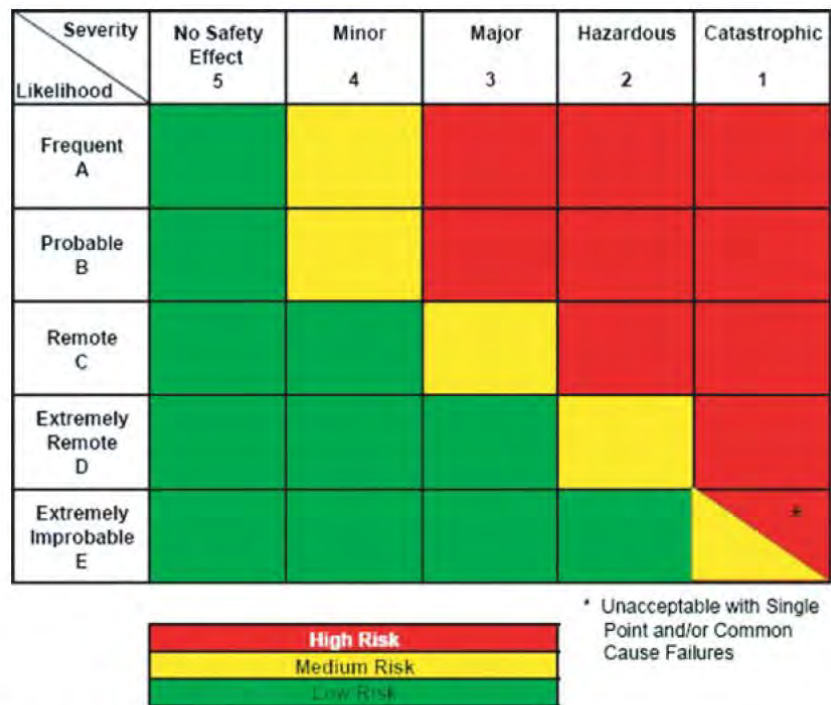 Severity
Likelihood
No Safety
Effect
5
Minor
4
Major
3
Hazardous
2
Catastrophic
1
Frequent
A
Probable
B
Remote
C
Extremely
Remote
D
Extremely
Improbable
E
*
* Unacceptable with Single
Point and/or Common
Cause Failures
High Risk
Medium Risk
Low Risk